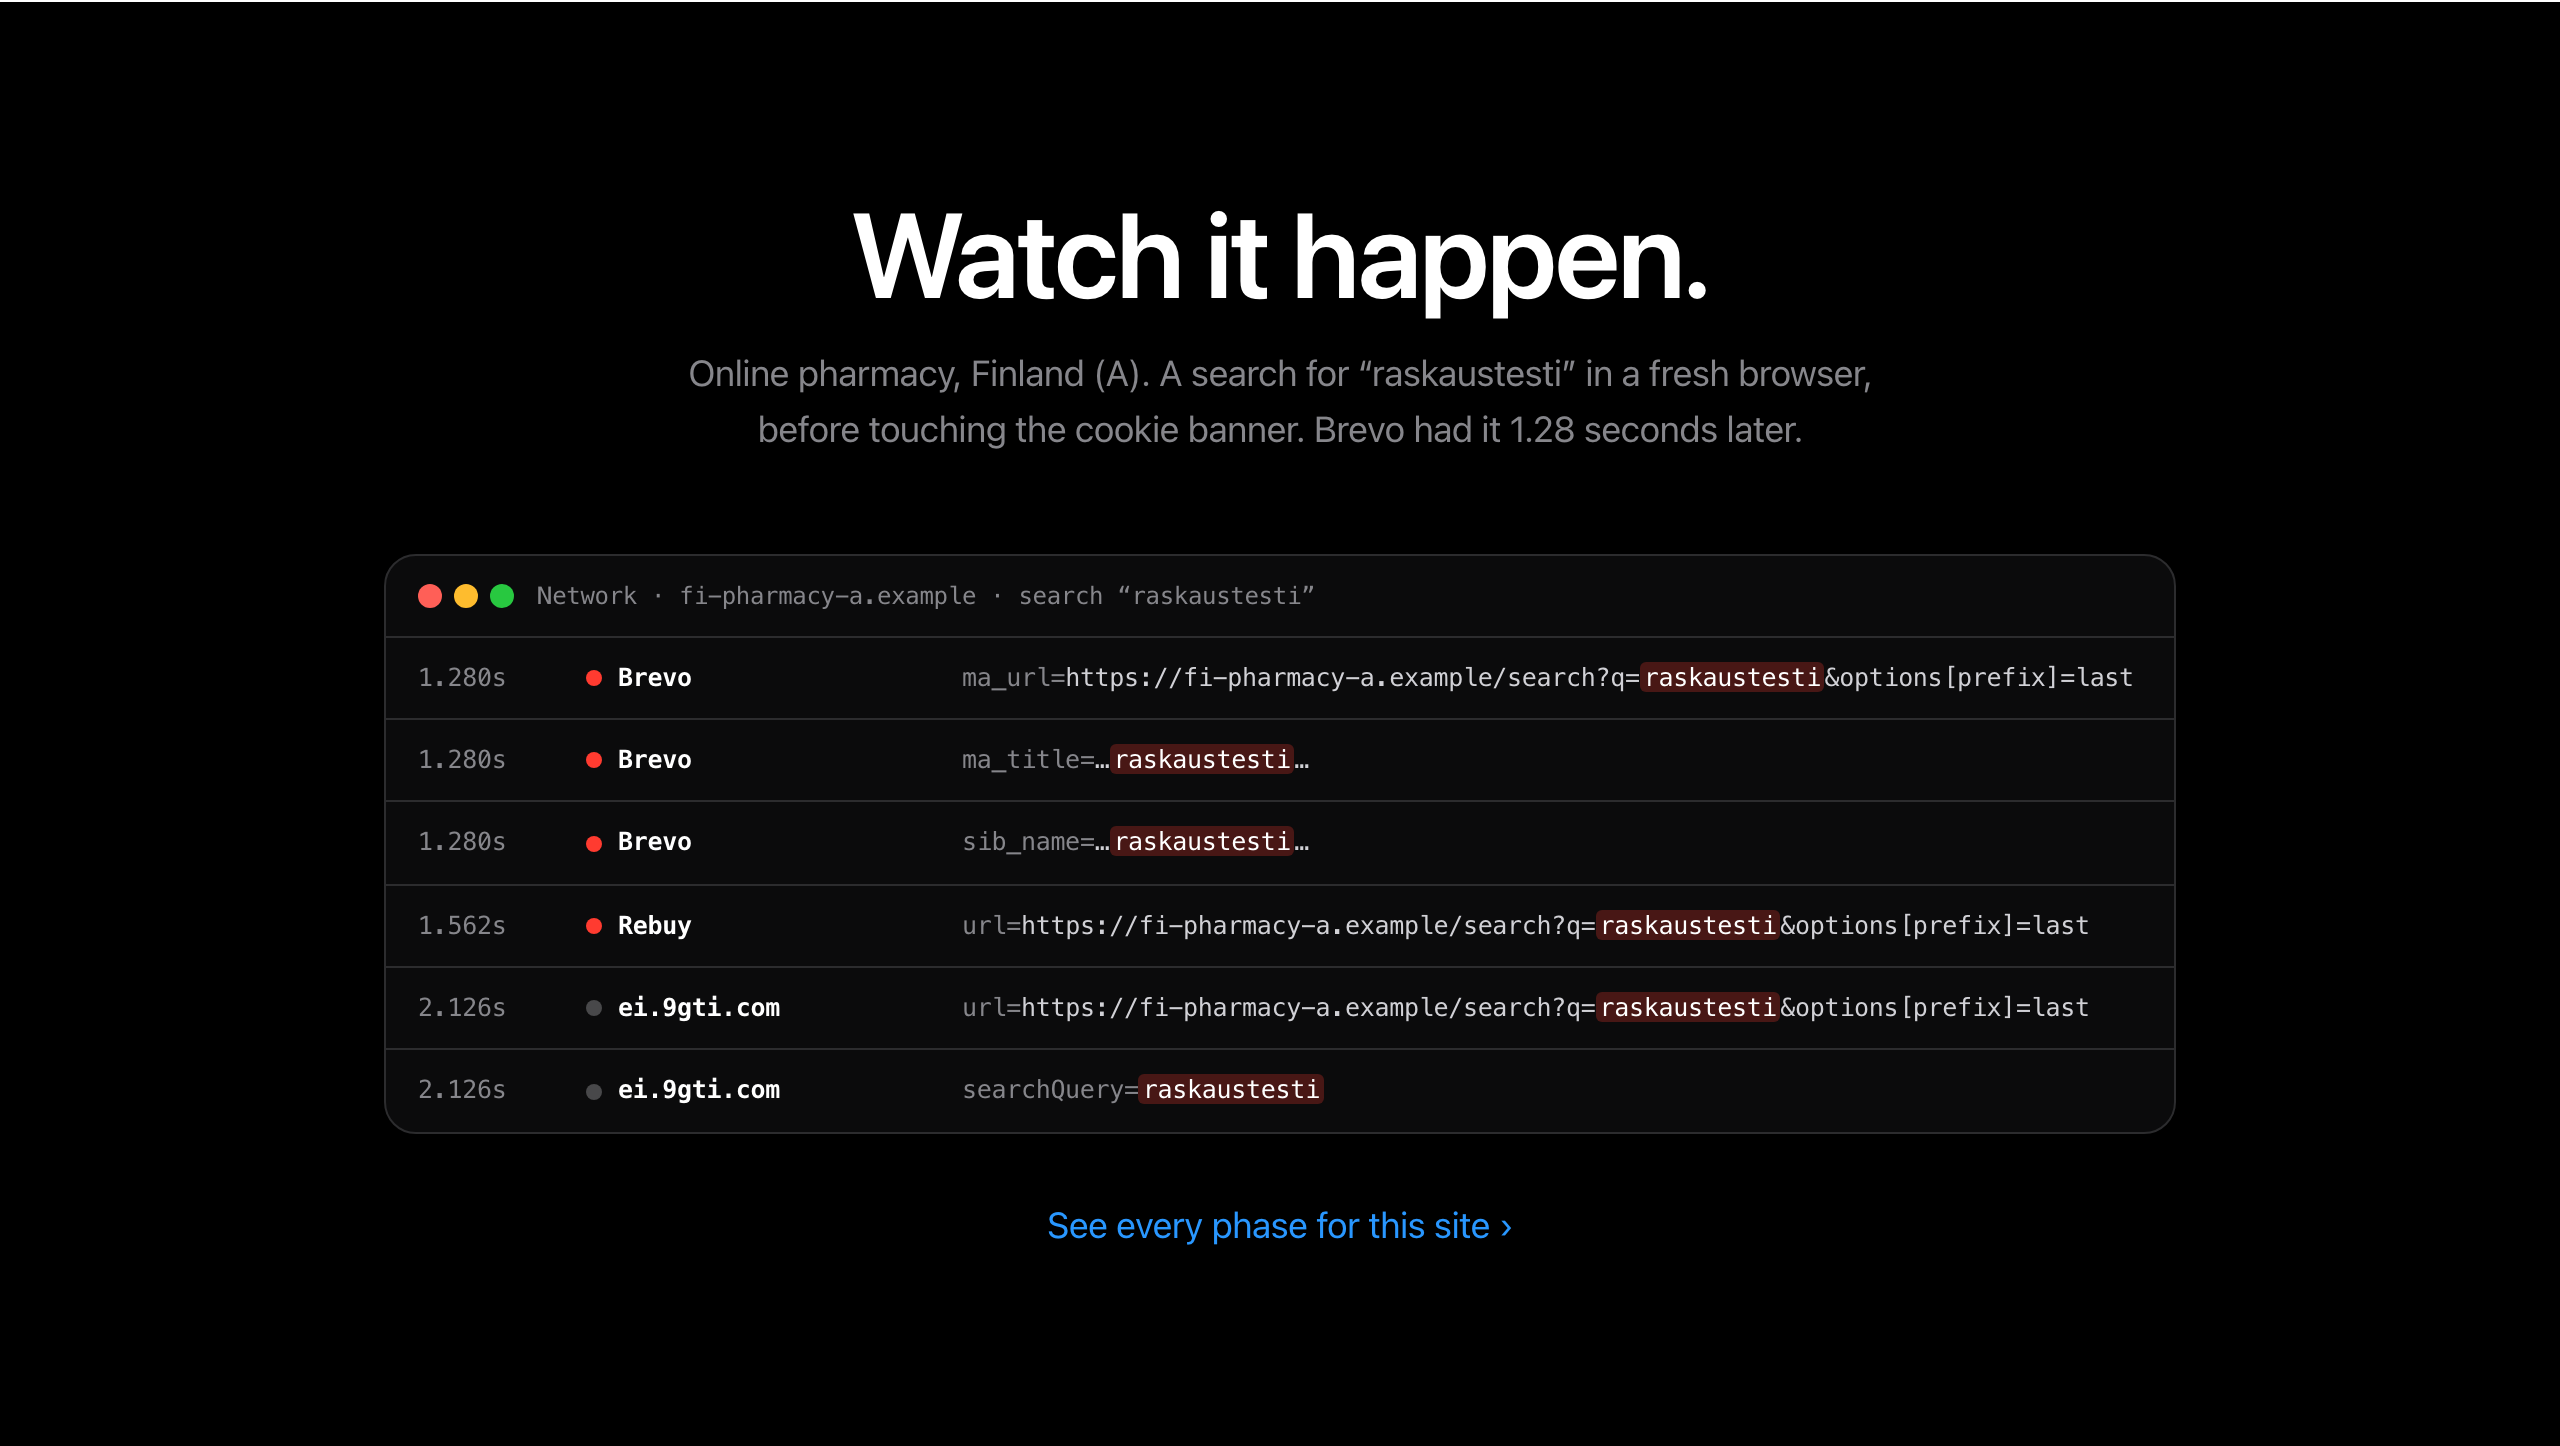 Watch it happen.
Online pharmacy, Finland (A). A search for “raskaustesti” in a fresh browser,
before touching the cookie banner. Brevo had it 1.28 seconds later.
Network · fi-pharmacy-a.example · search “raskaustesti”
1.280s Brevo ma_url=https://fi-pharmacy-a.example/search?q=raskaustesti&options[prefix]=last
1.280s Brevo ma_title=…raskaustesti…
1.280s Brevo sib_name=…raskaustesti…
1.562s Rebuy url=https://fi-pharmacy-a.example/search?q=raskaustesti&options[prefix]=last
2.126s ei.9gti.com url=https://fi-pharmacy-a.example/search?q=raskaustesti&options[prefix]=last
2.126s ei.9gti.com searchQuery=raskaustesti
See every phase for this site ›